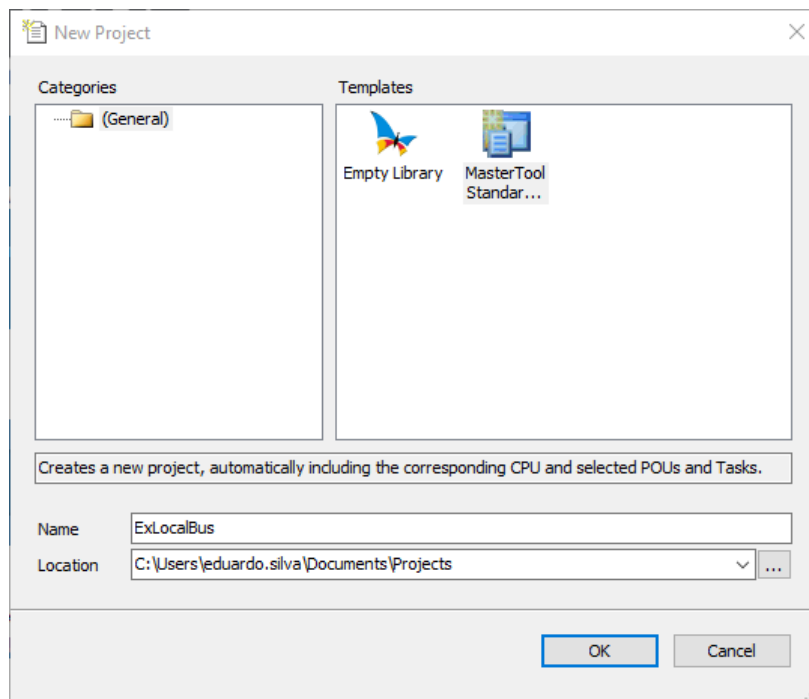 New Project
Categories
Templates
(General)
Empty Library
MasterTool
Standar...
Creates a new project, automatically including the corresponding CPU and selected POUs and Tasks.
Name
ExLocalBus
Location
C:\Users\eduardo.silva\Documents\Projects
...
OK
Cancel